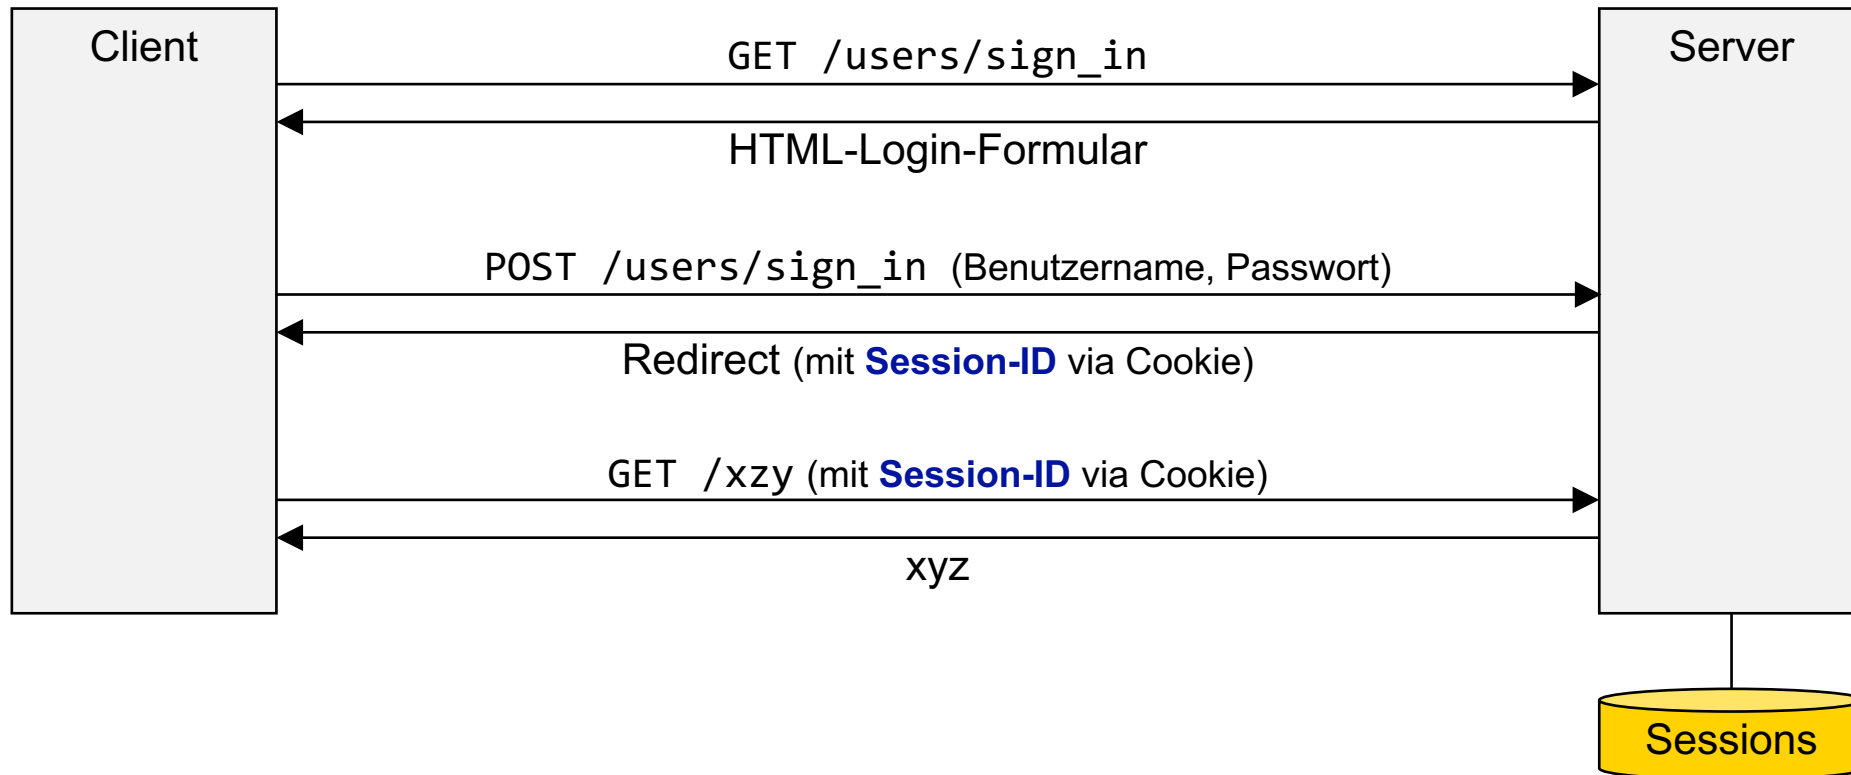 Client
Server
GET /users/sign_in
HTML-Login-Formular
POST /users/sign_in (Benutzername, Passwort)
Redirect (mit Session-ID via Cookie)
GET /xzy (mit Session-ID via Cookie)
xyz
Sessions